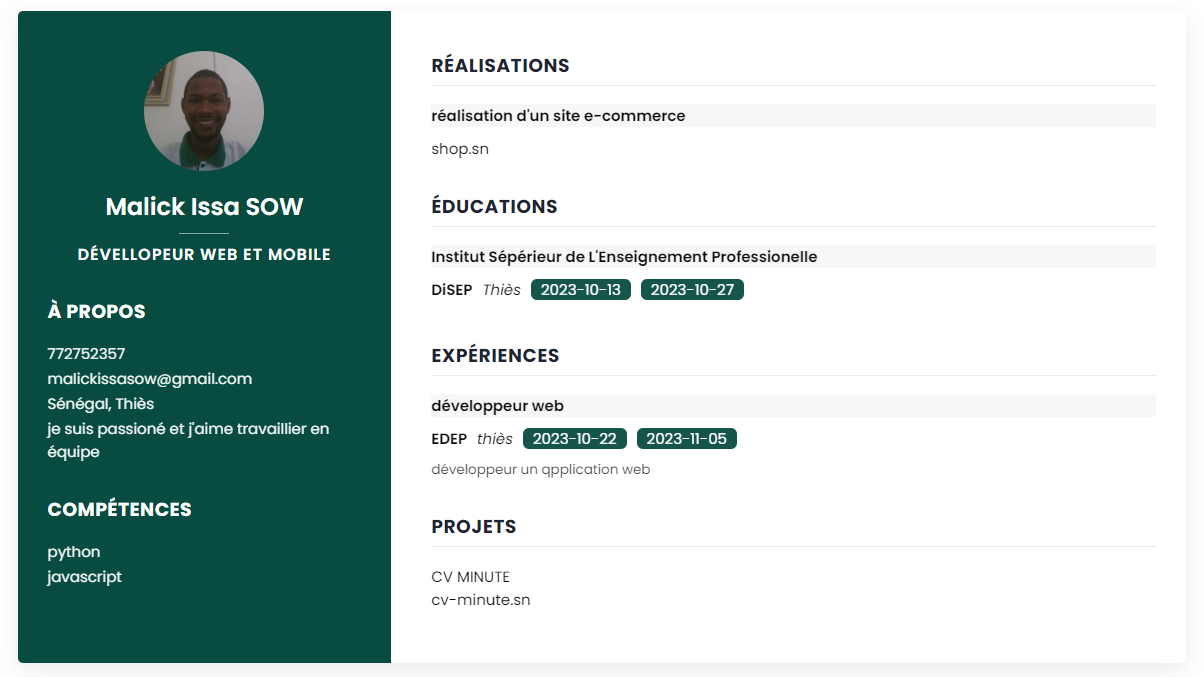 Malick Issa SOW
DÉVELLOPEUR WEB ET MOBILE
À PROPOS
772752357
malickissasow@gmail.com
Sénégal, Thiès
je suis passioné et j'aime travaillier en
équipe
COMPÉTENCES
python
javascript
RÉALISATIONS
réalisation d'un site e-commerce
shop.sn
ÉDUCATIONS
Institut Sépérieur de L'Enseignement Professionelle
DiSEP Thiès 2023-10-13 2023-10-27
EXPÉRIENCES
développeur web
EDEP thiès 2023-10-22 2023-11-05
développeur un qpplication web
PROJETS
CV MINUTE
cv-minute.sn